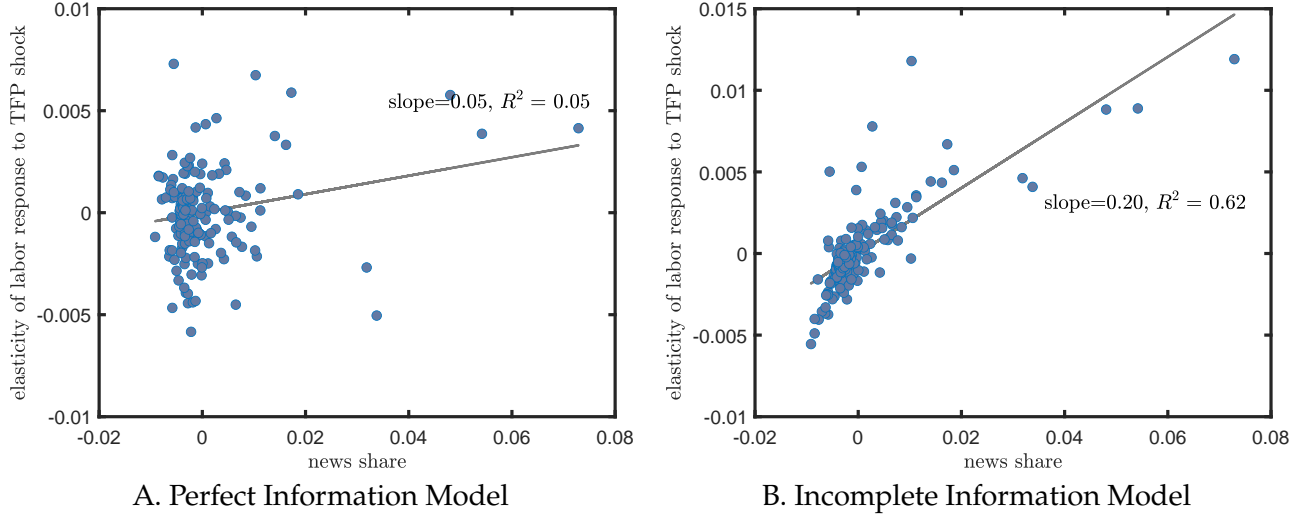 0.01
0.005
0
-0.005
-0.01
elasticity of labor response to TFP shock
slope=0.05, R² = 0.05
-0.02
0
0.02
0.04
0.06
0.08
news share
A. Perfect Information Model
0.015
0.01
0.005
0
-0.005
-0.01
elasticity of labor response to TFP shock
slope=0.20, R² = 0.62
-0.02
0
0.02
0.04
0.06
0.08
news share
B. Incomplete Information Model